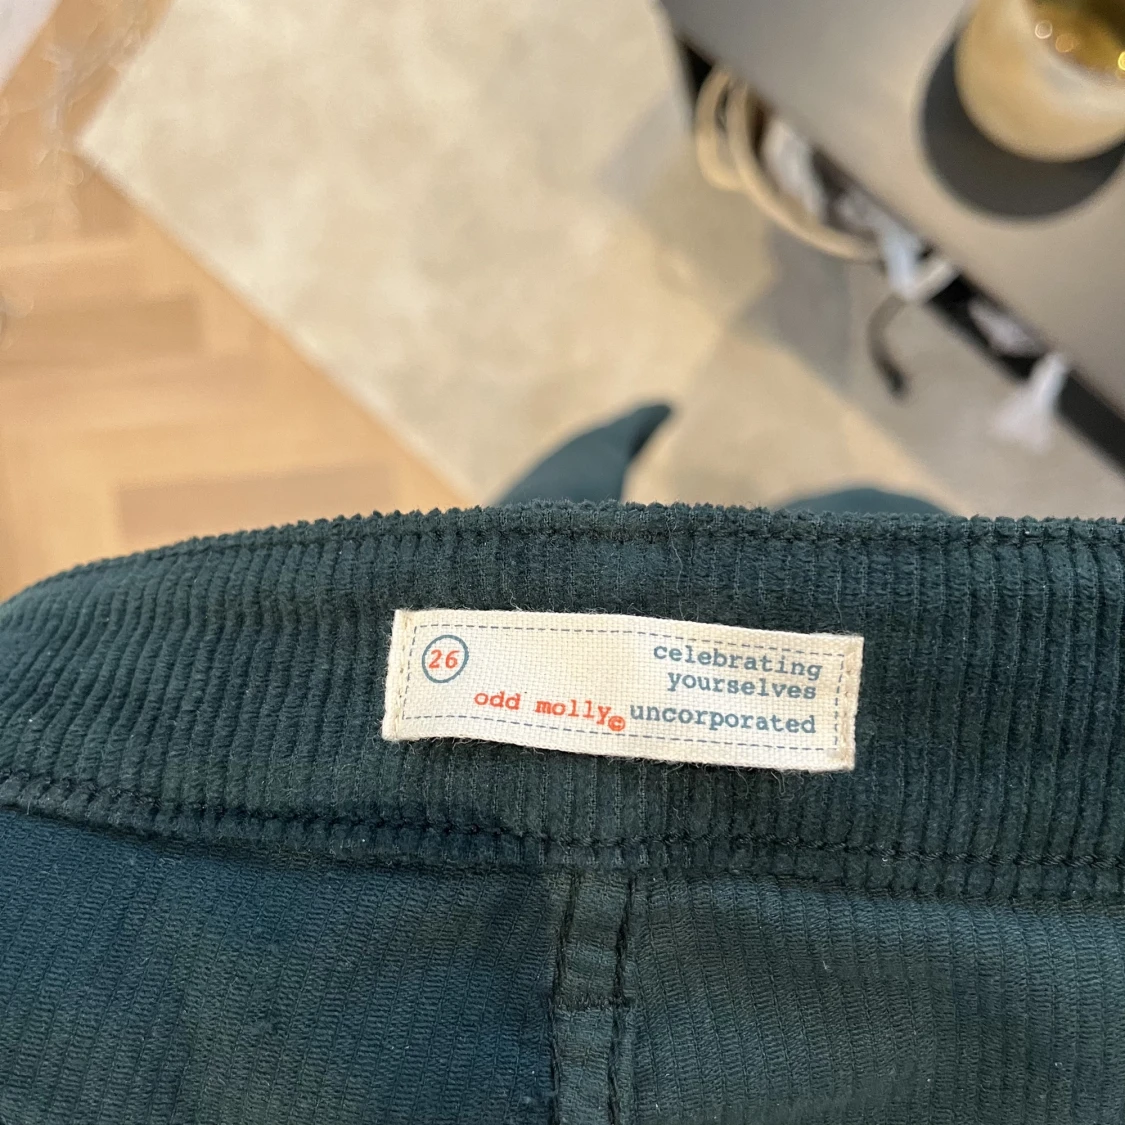 26
celebrating
yourselves
odd molly© uncorporated